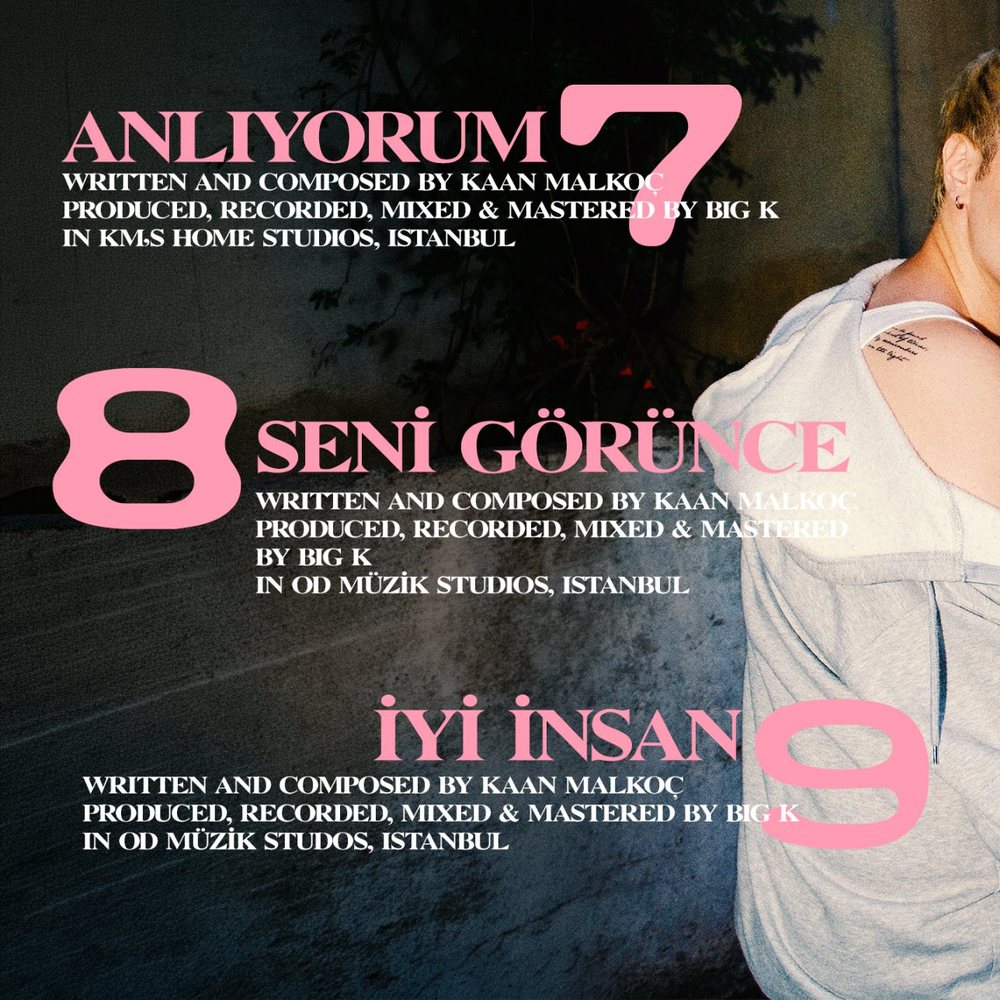 ANLIYORUM 7
WRITTEN AND COMPOSED BY KAAN MALKOÇ
PRODUCED, RECORDED, MIXED & MASTERED BY BIG K
IN KM,S HOME STUDIOS, ISTANBUL
8 SENİ GÖRÜNCE
WRITTEN AND COMPOSED BY KAAN MALKOÇ
PRODUCED, RECORDED, MIXED & MASTERED
BY BIG K
IN OD MÜZİK STUDIOS, ISTANBUL
İYİ İNSAN 9
WRITTEN AND COMPOSED BY KAAN MALKOÇ
PRODUCED, RECORDED, MIXED & MASTERED BY BIG K
IN OD MÜZİK STUDOS, ISTANBUL